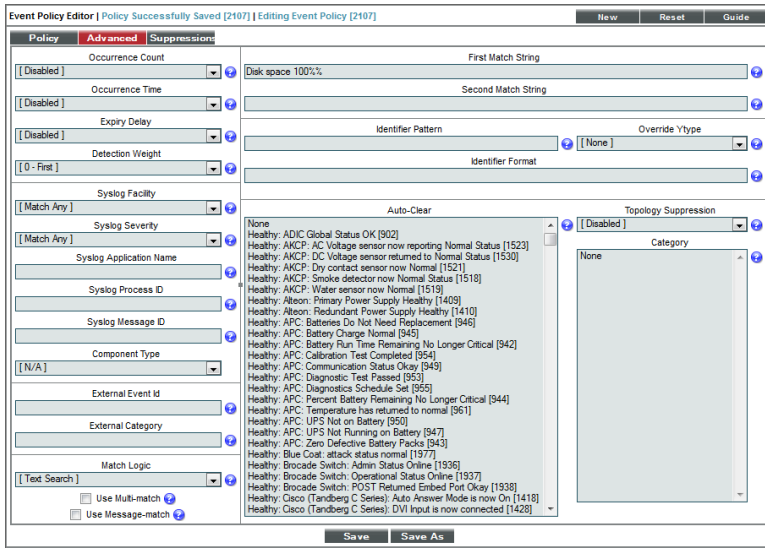 Event Policy Editor | Policy Successfully Saved [2107] | Editing Event Policy [2107]
New
Reset
Guide
Policy
Advanced
Suppressions
Occurrence Count
[ Disabled ]
Occurrence Time
[ Disabled ]
Expiry Delay
[ Disabled ]
Detection Weight
[ 0 - First ]
Syslog Facility
[ Match Any ]
Syslog Severity
[ Match Any ]
Syslog Application Name
Syslog Process ID
Syslog Message ID
Component Type
[ N/A ]
External Event Id
External Category
Match Logic
[ Text Search ]
Use Multi-match
Use Message-match
First Match String
Disk space 100%%
Second Match String
Identifier Pattern
Override Ytype
[ None ]
Identifier Format
Auto-Clear
None
Healthy: ADIC Global Status OK [902]
Healthy: AKCP: AC Voltage sensor now reporting Normal Status [1523]
Healthy: AKCP: DC Voltage sensor returned to Normal Status [1530]
Healthy: AKCP: Dry contact sensor now Normal [1521]
Healthy: AKCP: Smoke detector now Normal Status [1518]
Healthy: AKCP: Water sensor now Normal [1519]
Healthy: Alteon: Primary Power Supply Healthy [1409]
Healthy: Alteon: Redundant Power Supply Healthy [1410]
Healthy: APC: Batteries Do Not Need Replacement [946]
Healthy: APC: Battery Charge Normal [945]
Healthy: APC: Battery Run Time Remaining No Longer Critical [942]
Healthy: APC: Calibration Test Completed [954]
Healthy: APC: Communication Status Okay [949]
Healthy: APC: Diagnostic Test Passed [953]
Healthy: APC: Diagnostics Schedule Set [955]
Healthy: APC: Percent Battery Remaining No Longer Critical [944]
Healthy: APC: Temperature has returned to normal [961]
Healthy: APC: UPS Not on Battery [950]
Healthy: APC: UPS Not Running on Battery [947]
Healthy: APC: Zero Defective Battery Packs [943]
Healthy: Blue Coat: attack status normal [1977]
Healthy: Brocade Switch: Admin Status Online [1936]
Healthy: Brocade Switch: Operational Status Online [1937]
Healthy: Brocade Switch: POST Returned Embed Port Okay [1938]
Healthy: Cisco (Tandberg C Series): Auto Answer Mode is now On [1418]
Healthy: Cisco (Tandberg C Series): DVI Input is now connected [1428]
Topology Suppression
[ Disabled ]
Category
None
Save
Save As